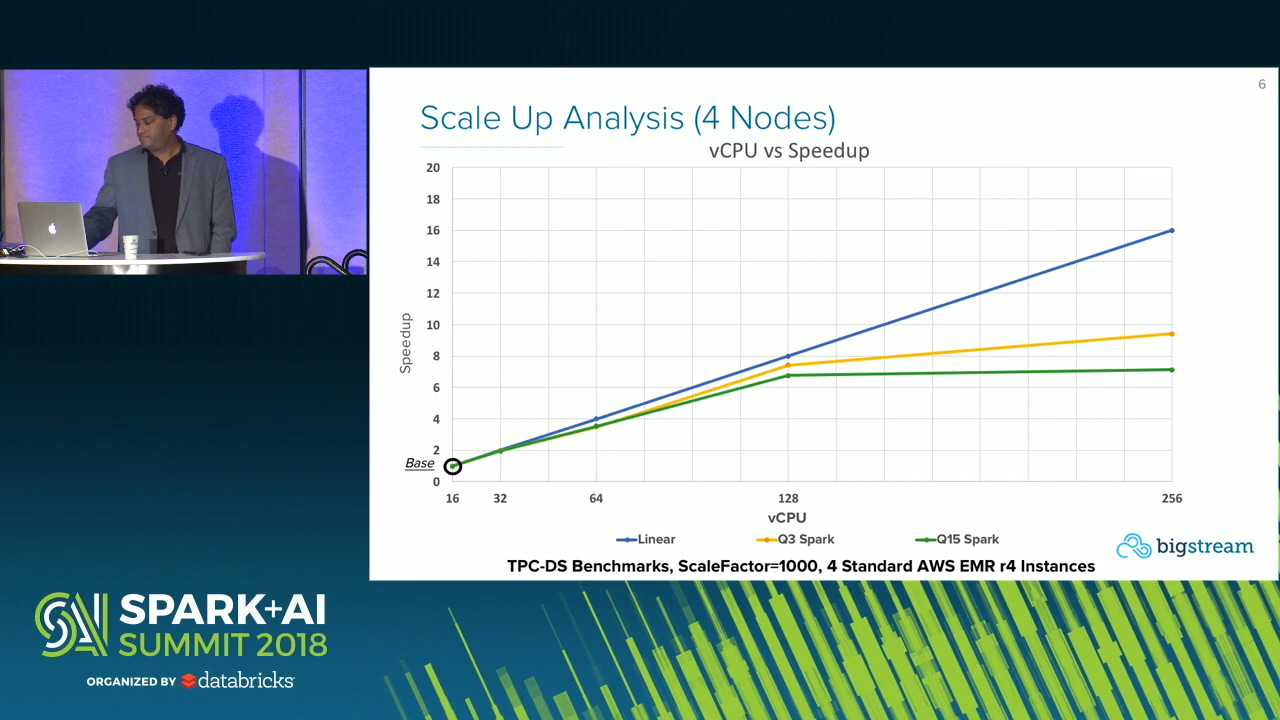 6
Scale Up Analysis (4 Nodes)
vCPU vs Speedup
20
18
16
14
12
10
8
6
4
2
0
Speedup
Base
16 32 64 128 256
vCPU
Linear Q3 Spark Q15 Spark
bigstream
TPC-DS Benchmarks, ScaleFactor=1000, 4 Standard AWS EMR r4 Instances
SPARK+AI
SUMMIT 2018
ORGANIZED BY databricks